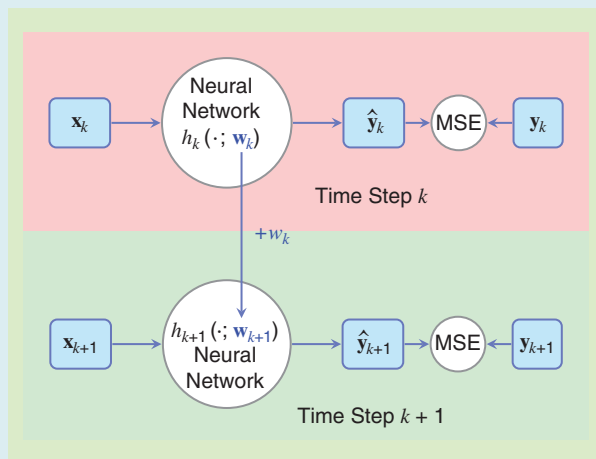 Neural
Network
h_k (·; w_k)
x_k
ŷ_k
MSE
y_k
Time Step k
+w_k
h_{k+1} (·; w_{k+1})
Neural
Network
x_{k+1}
ŷ_{k+1}
MSE
y_{k+1}
Time Step k + 1